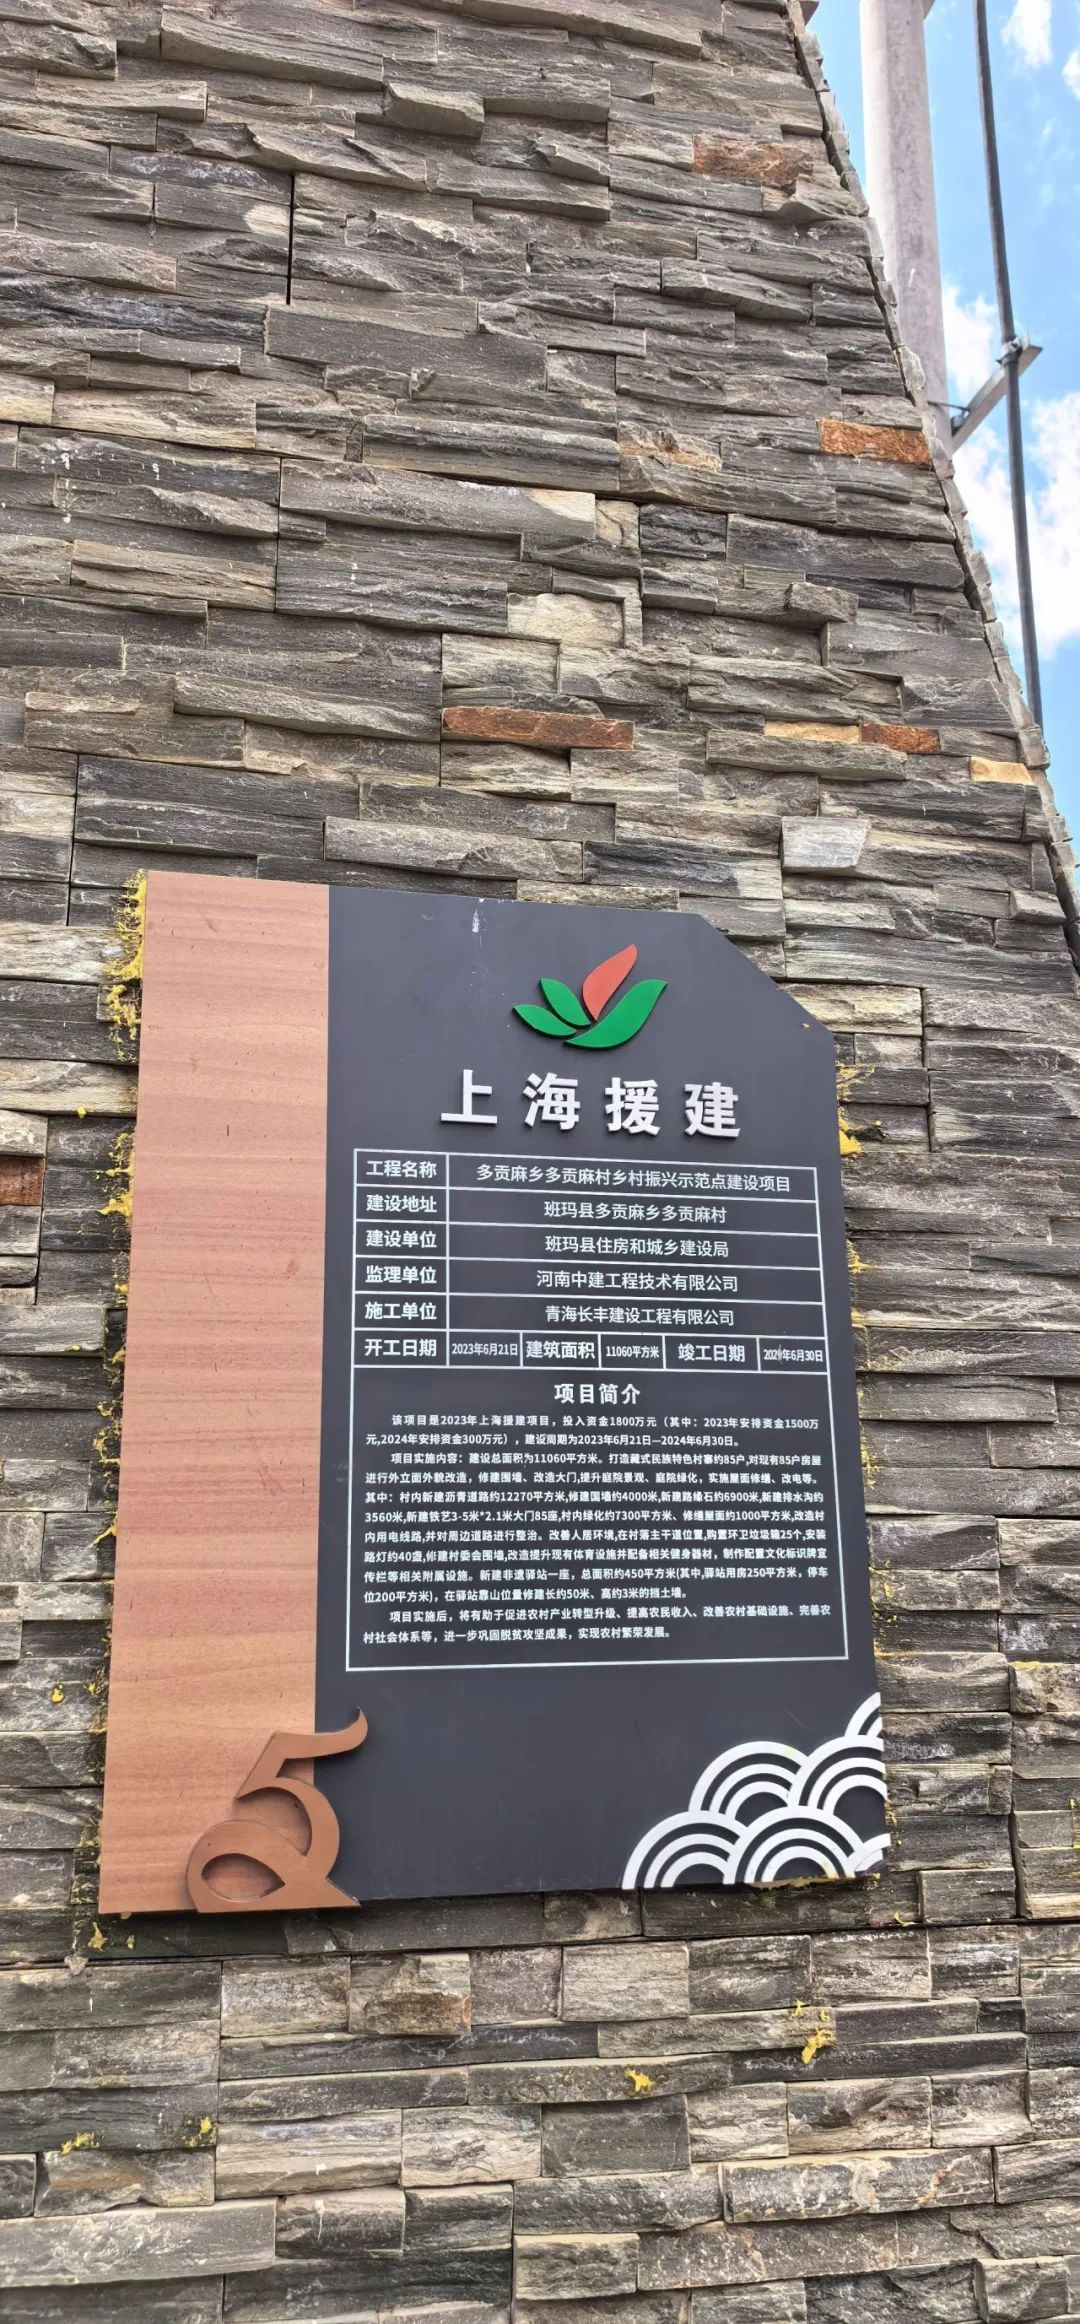 上海援建
工程名称 多贡麻乡多贡麻村乡村振兴示范点建设项目
建设地址 班玛县多贡麻乡多贡麻村
建设单位 班玛县住房和城乡建设局
监理单位 河南中建工程技术有限公司
施工单位 青海长丰建设工程有限公司
开工日期 2023年6月21日 建筑面积 11060平方米 竣工日期 2024年6月30日
项目简介
该项目是2023年上海援建项目，投入资金1800万元（其中：2023年安排资金1500万
元,2024年安排资金300万元），建设周期为2023年6月21日—2024年6月30日。
项目实施内容：建设总面积为11060平方米。打造藏式民族特色村寨约85户,对现有85户房屋
进行外立面外貌改造，修建围墙、改造大门,提升庭院景观、庭院绿化，实施屋面修缮、改电等。
其中：村内新建沥青道路约12270平方米,修建国墙约4000米,新建路缘石约6900米,新建排水沟约
3560米,新建铁艺3-5米*2.1米大门85座,村内绿化约7300平方米、修缮屋面约1000平方米,改造村
内用电线路,并对周边道路进行整治。改善人居环境,在村落主干道位置,购置环卫垃圾箱25个,安装
路灯约40盏,修建村委会围墙,改造提升现有体育设施并配备相关健身器材，制作配置文化标识牌宣
传栏等相关附属设施。新建非遗驿站一座，总面积约450平方米(其中,驿站用房250平方米，停车
位200平方米)，在驿站靠山位量修建长约50米、高约3米的挡土墙。
项目实施后，将有助于促进农村产业转型升级、提高农民收入、改善农村基础设施、完善农
村社会体系等，进一步巩固脱贫攻坚成果，实现农村繁荣发展。